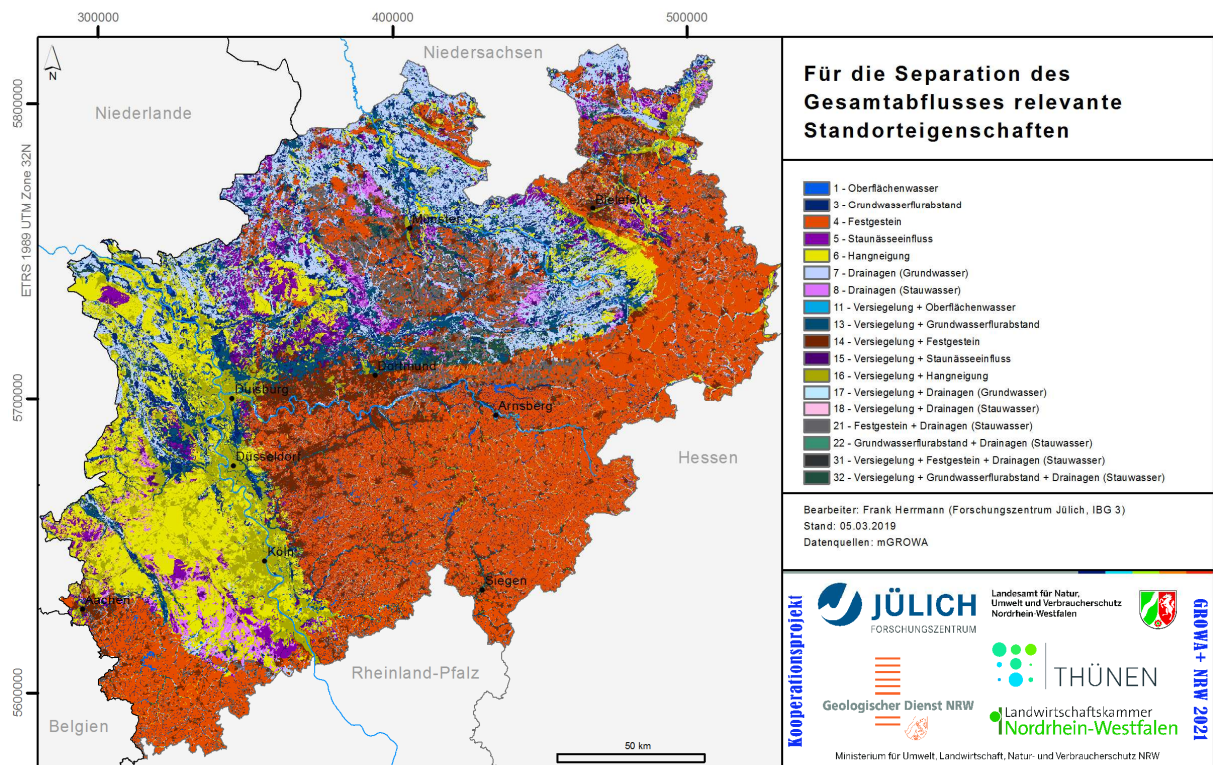 300000
400000
500000
5800000
5700000
5600000
ETRS 1989 UTM Zone 32N
N
Niedersachsen
Niederlande
Bielefeld
Münster
Dortmund
Duisburg
Arnsberg
Düsseldorf
Hessen
Köln
Siegen
Aachen
Rheinland-Pfalz
Belgien
50 km
Für die Separation des
Gesamtabflusses relevante
Standorteigenschaften
1 - Oberflächenwasser
3 - Grundwasserflurabstand
4 - Festgestein
5 - Staunässeeinfluss
6 - Hangneigung
7 - Drainagen (Grundwasser)
8 - Drainagen (Stauwasser)
11 - Versiegelung + Oberflächenwasser
13 - Versiegelung + Grundwasserflurabstand
14 - Versiegelung + Festgestein
15 - Versiegelung + Staunässeeinfluss
16 - Versiegelung + Hangneigung
17 - Versiegelung + Drainagen (Grundwasser)
18 - Versiegelung + Drainagen (Stauwasser)
21 - Festgestein + Drainagen (Stauwasser)
22 - Grundwasserflurabstand + Drainagen (Stauwasser)
31 - Versiegelung + Festgestein + Drainagen (Stauwasser)
32 - Versiegelung + Grundwasserflurabstand + Drainagen (Stauwasser)
Bearbeiter: Frank Herrmann (Forschungszentrum Jülich, IBG 3)
Stand: 05.03.2019
Datenquellen: mGROWA
Kooperationsprojekt
JÜLICH
FORSCHUNGSZENTRUM
Landesamt für Natur,
Umwelt und Verbraucherschutz
Nordrhein-Westfalen
GROWA+ NRW 2021
THÜNEN
Geologischer Dienst NRW
Landwirtschaftskammer
Nordrhein-Westfalen
Ministerium für Umwelt, Landwirtschaft, Natur- und Verbraucherschutz NRW